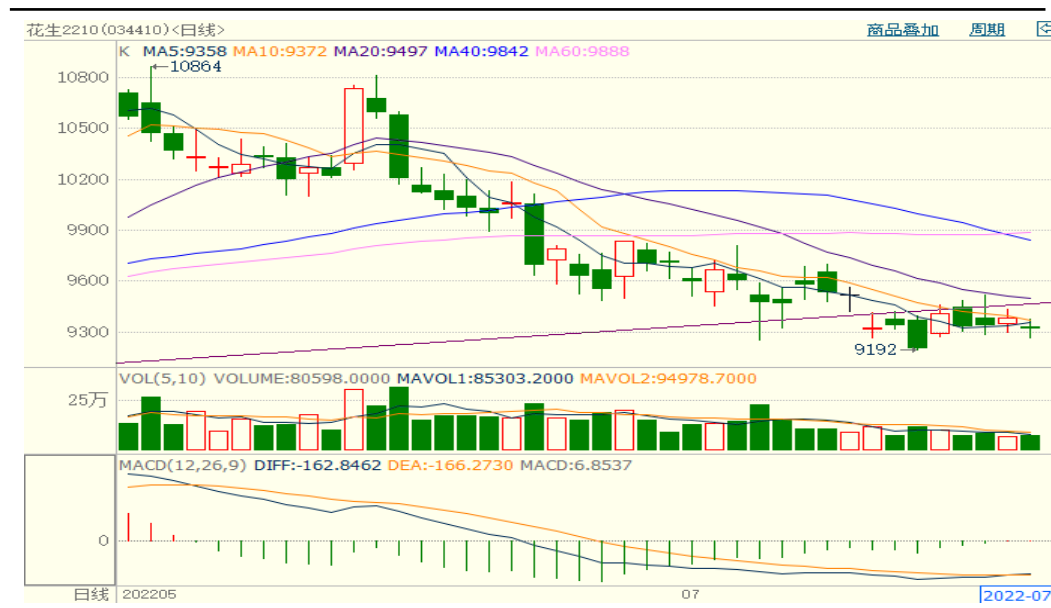 花生2210(034410)<日线> 商品叠加 周期
K MA5:9358 MA10:9372 MA20:9497 MA40:9842 MA60:9888
10864
10800
10500
10200
9900
9600
9300
9192
VOL(5,10) VOLUME:80598.0000 MAVOL1:85303.2000 MAVOL2:94978.7000
25万
MACD(12,26,9) DIFF:-162.8462 DEA:-166.2730 MACD:6.8537
0
日线 202205 07 2022-07